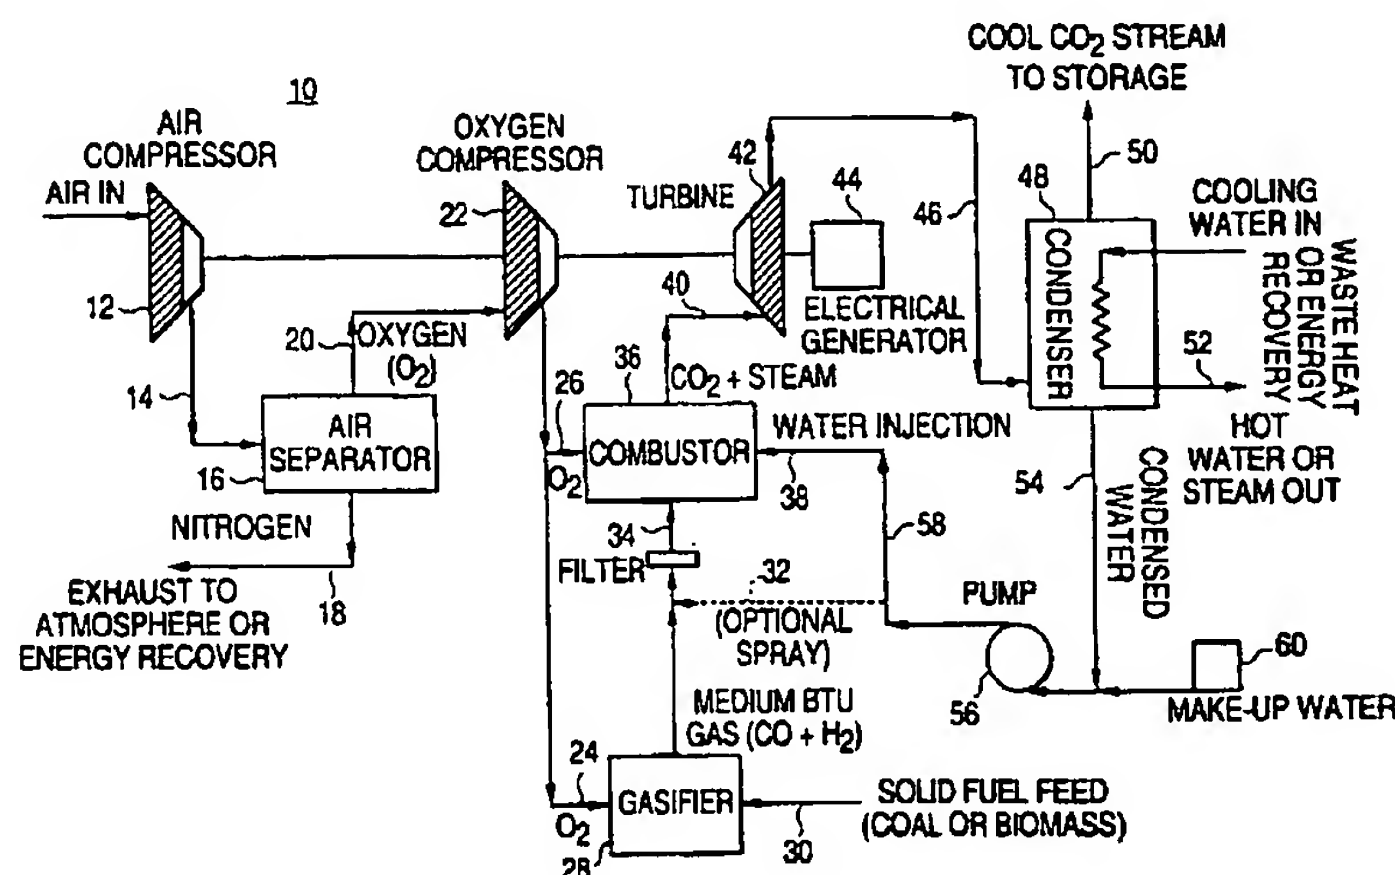 COOL CO2 STREAM
TO STORAGE
10
AIR
COMPRESSOR
AIR IN
12
14
OXYGEN
COMPRESSOR
22
TURBINE
42
44
ELECTRICAL
GENERATOR
46
48
50
CONDENSER
COOLING
WATER IN
WASTE HEAT
OR ENERGY
RECOVERY
52
HOT
WATER OR
STEAM OUT
20
OXYGEN
(O2)
AIR
SEPARATOR
16
NITROGEN
18
EXHAUST TO
ATMOSPHERE OR
ENERGY RECOVERY
40
CO2 + STEAM
36
26
O2
COMBUSTOR
WATER INJECTION
38
34
FILTER
32
(OPTIONAL
SPRAY)
58
54
CONDENSED
WATER
PUMP
56
60
MAKE-UP WATER
MEDIUM BTU
GAS (CO + H2)
24
O2
GASIFIER
28
30
SOLID FUEL FEED
(COAL OR BIOMASS)